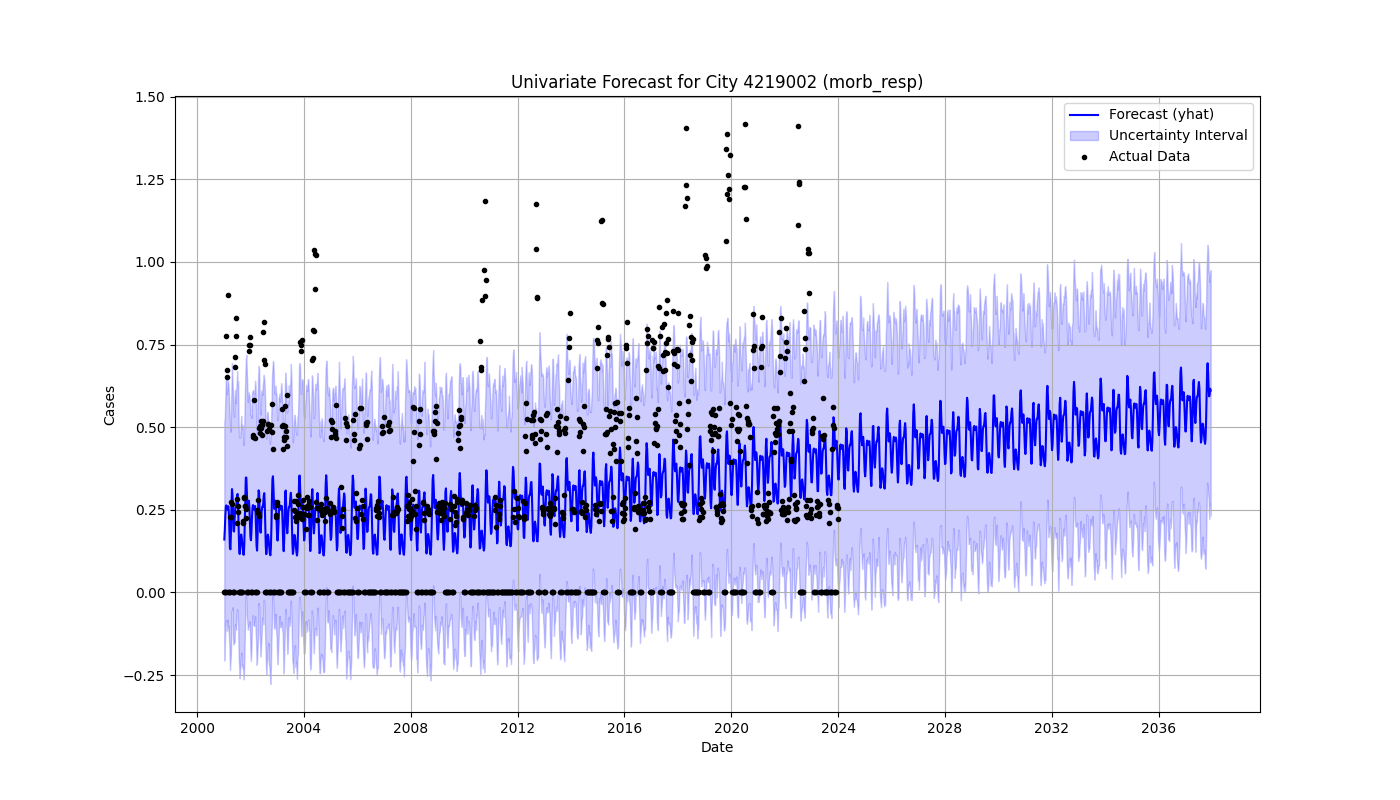 Univariate Forecast for City 4219002 (morb_resp)
1.50
1.25
1.00
0.75
0.50
0.25
0.00
−0.25
Cases
Forecast (yhat)
Uncertainty Interval
Actual Data
2000 2004 2008 2012 2016 2020 2024 2028 2032 2036
Date